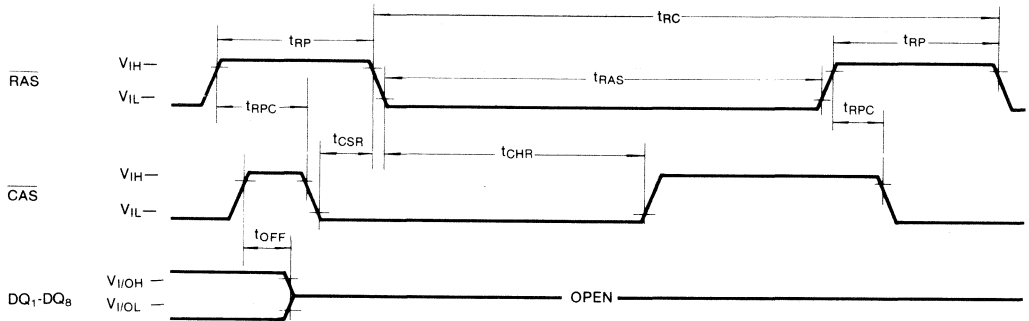 tRC
tRP
tRP
RAS
VIH
VIL
tRAS
tRPC
tRPC
tCSR
tCHR
CAS
VIH
VIL
tOFF
DQ1-DQ8
VI/OH
VI/OL
OPEN